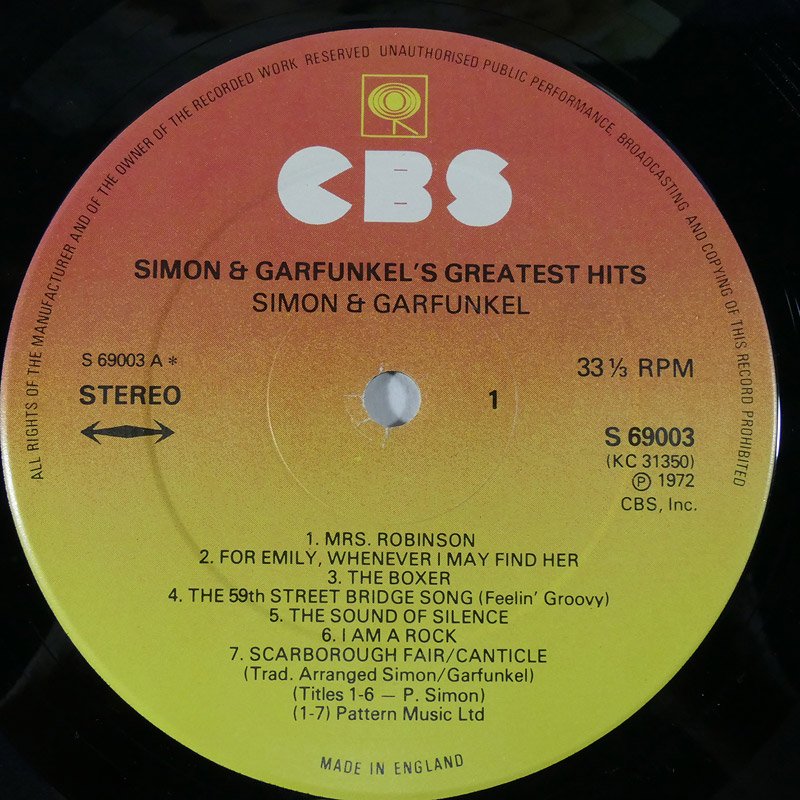 ALL RIGHTS OF THE MANUFACTURER AND OF THE OWNER OF THE RECORDED WORK RESERVED UNAUTHORISED PUBLIC PERFORMANCE, BROADCASTING AND COPYING OF THIS RECORD PROHIBITED
CBS
SIMON & GARFUNKEL'S GREATEST HITS
SIMON & GARFUNKEL
S 69003 A *
STEREO
33 ⅓ RPM
1
S 69003
(KC 31350)
℗ 1972
CBS, Inc.
1. MRS. ROBINSON
2. FOR EMILY, WHENEVER I MAY FIND HER
3. THE BOXER
4. THE 59th STREET BRIDGE SONG (Feelin' Groovy)
5. THE SOUND OF SILENCE
6. I AM A ROCK
7. SCARBOROUGH FAIR/CANTICLE
(Trad. Arranged Simon/Garfunkel)
(Titles 1-6 — P. Simon)
(1-7) Pattern Music Ltd
MADE IN ENGLAND